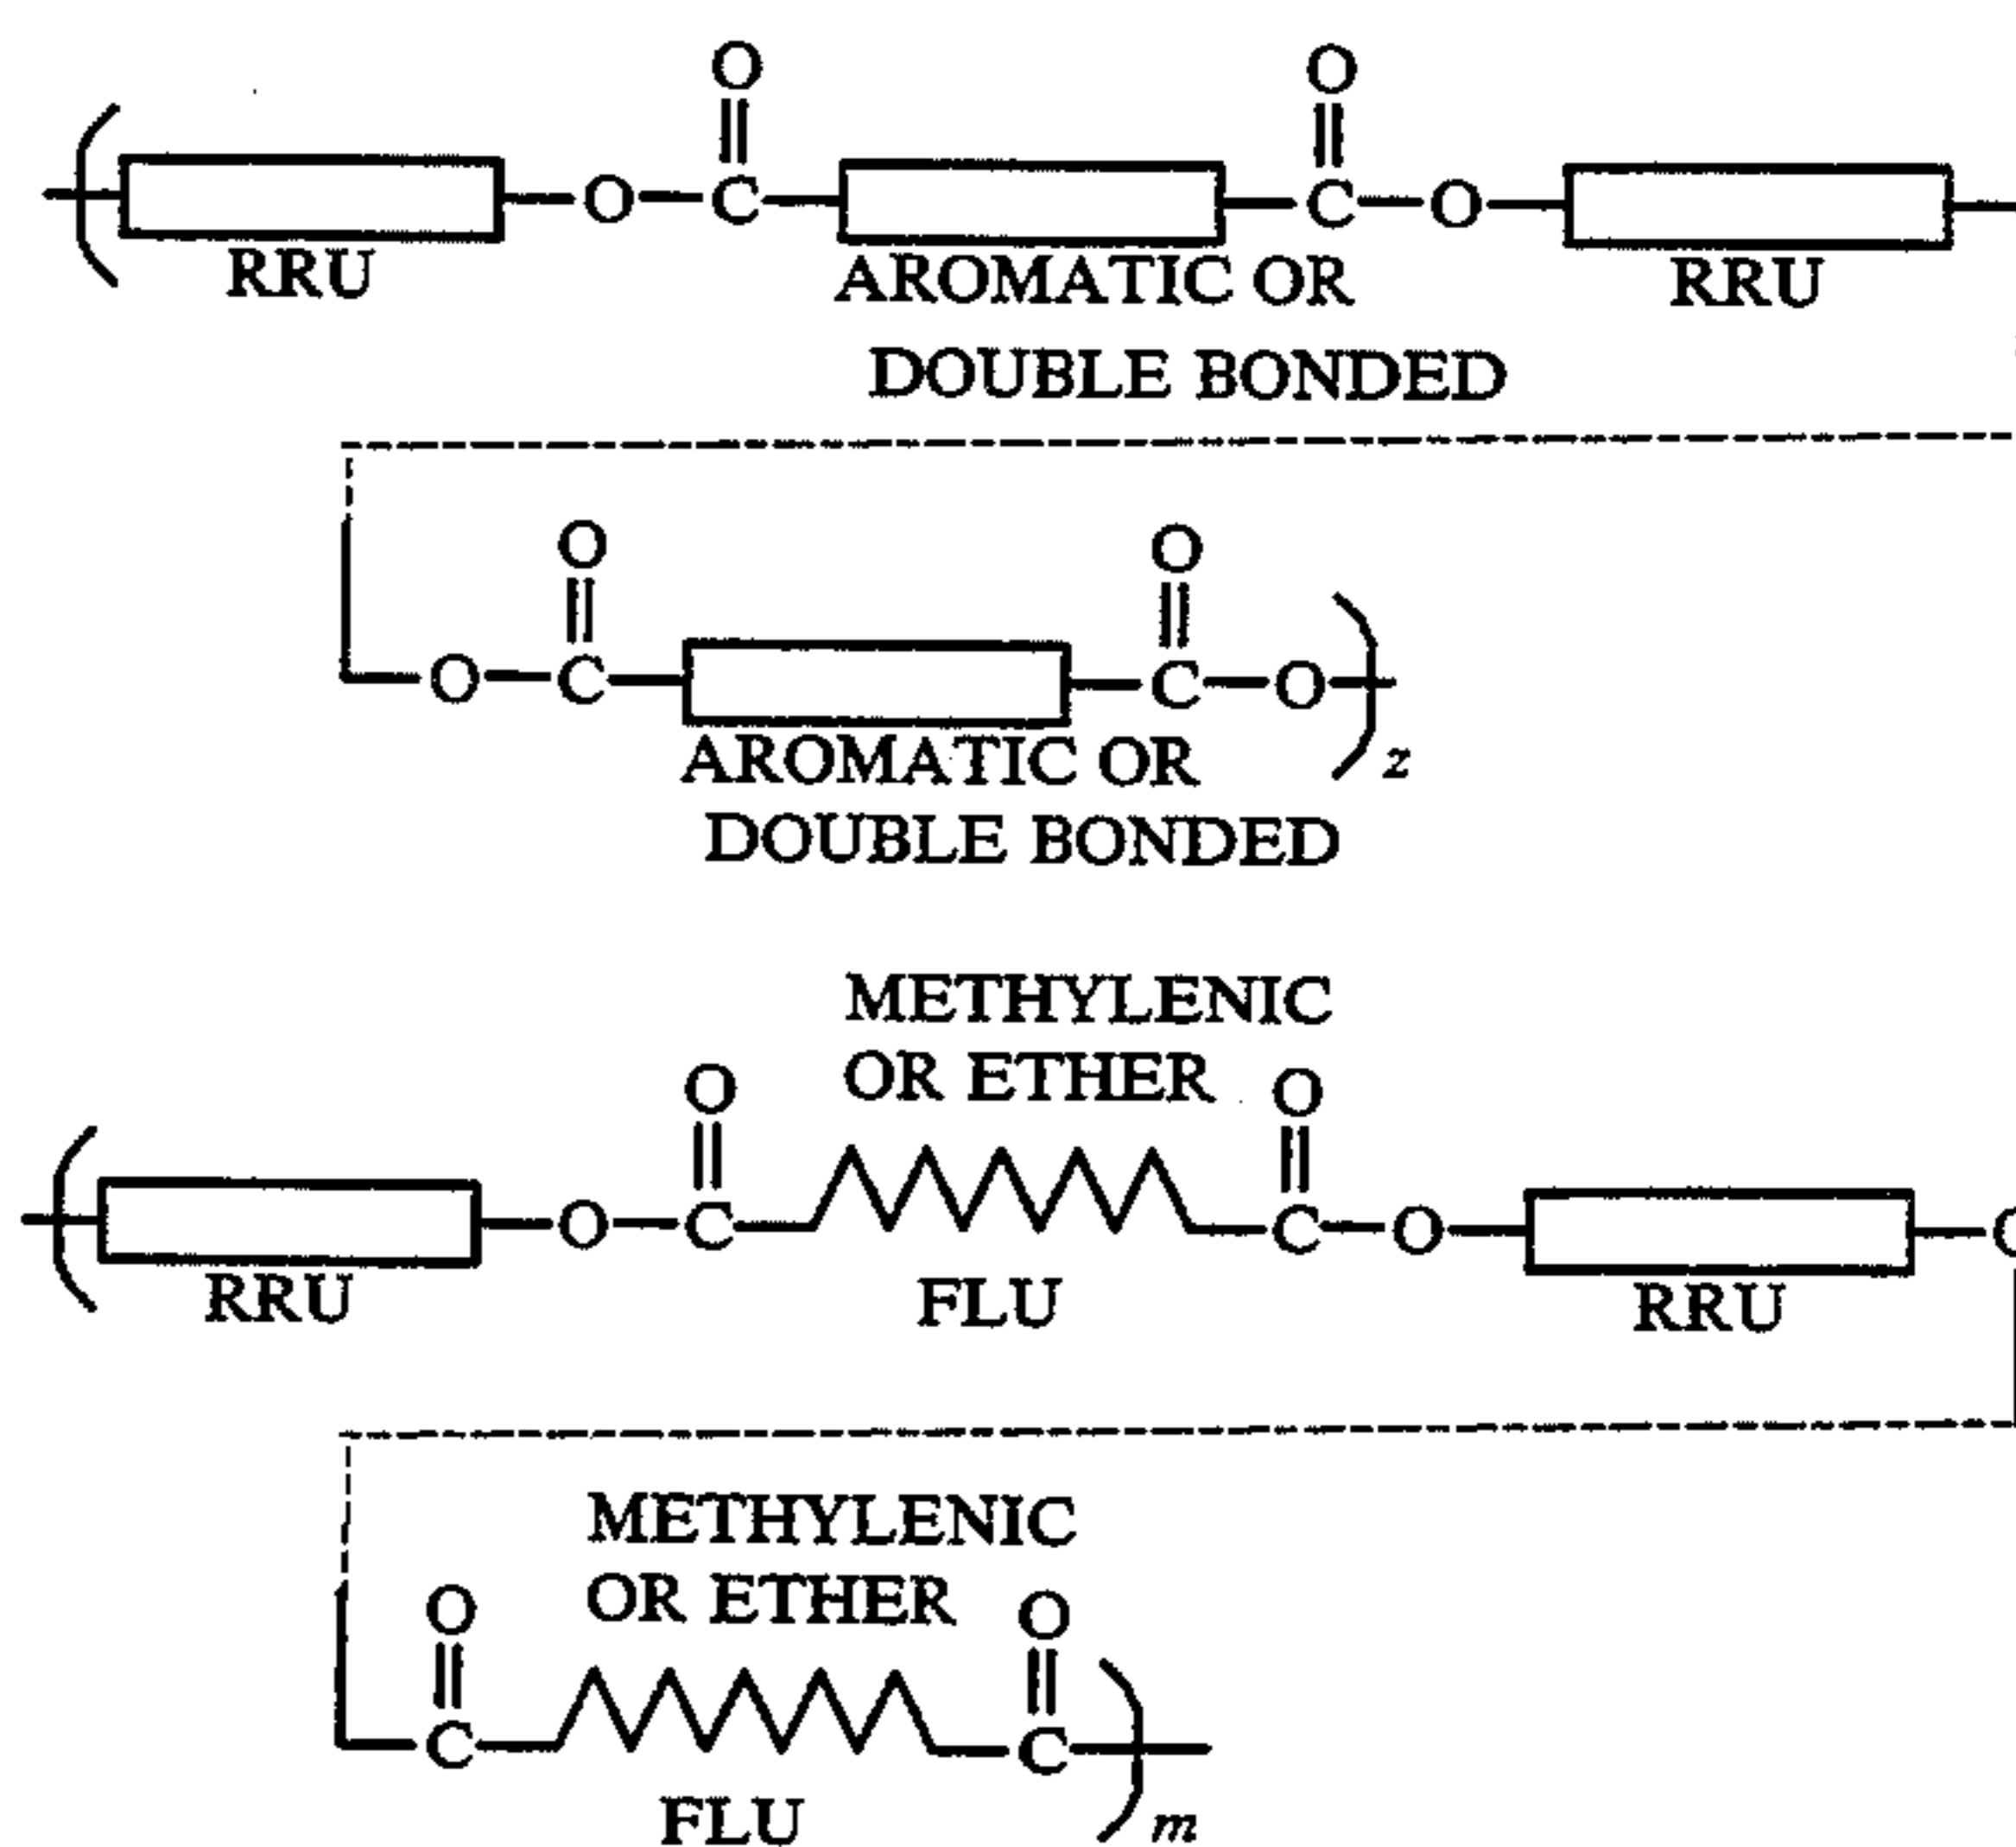 O O
O—C C—O
RRU AROMATIC OR RRU
DOUBLE BONDED
O O
O—C C—O
z
AROMATIC OR
DOUBLE BONDED
METHYLENIC
OR ETHER
O O
O—C C—O O
RRU FLU RRU
METHYLENIC
OR ETHER
O O
C C
FLU m